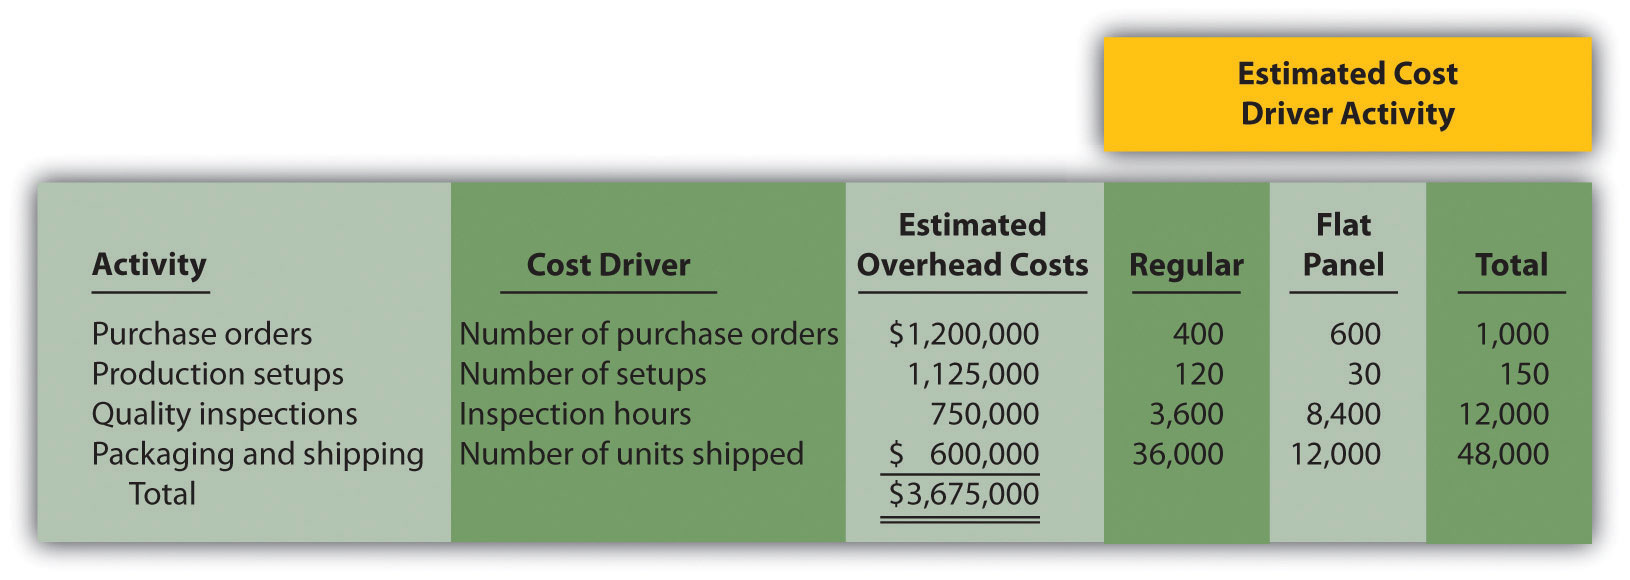 Estimated Cost
Driver Activity
Estimated
Flat
Activity Cost Driver Overhead Costs Regular Panel Total
Purchase orders Number of purchase orders $1,200,000 400 600 1,000
Production setups Number of setups 1,125,000 120 30 150
Quality inspections Inspection hours 750,000 3,600 8,400 12,000
Packaging and shipping Number of units shipped $ 600,000 36,000 12,000 48,000
Total $3,675,000